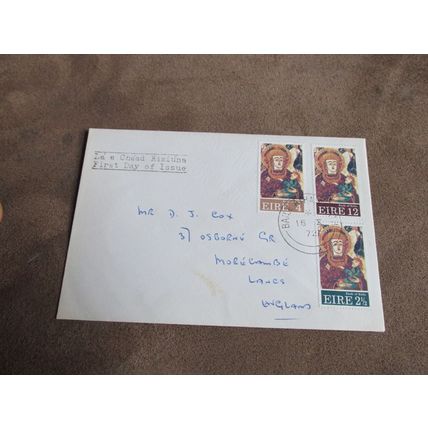 Lá a Chéad Eisiúna
First Day of Issue
EIRE 4
EIRE 12
EIRE 2½
MR D. J. COX
37 OSBORNE GR
MORECAMBE
LANCS
ENGLAND